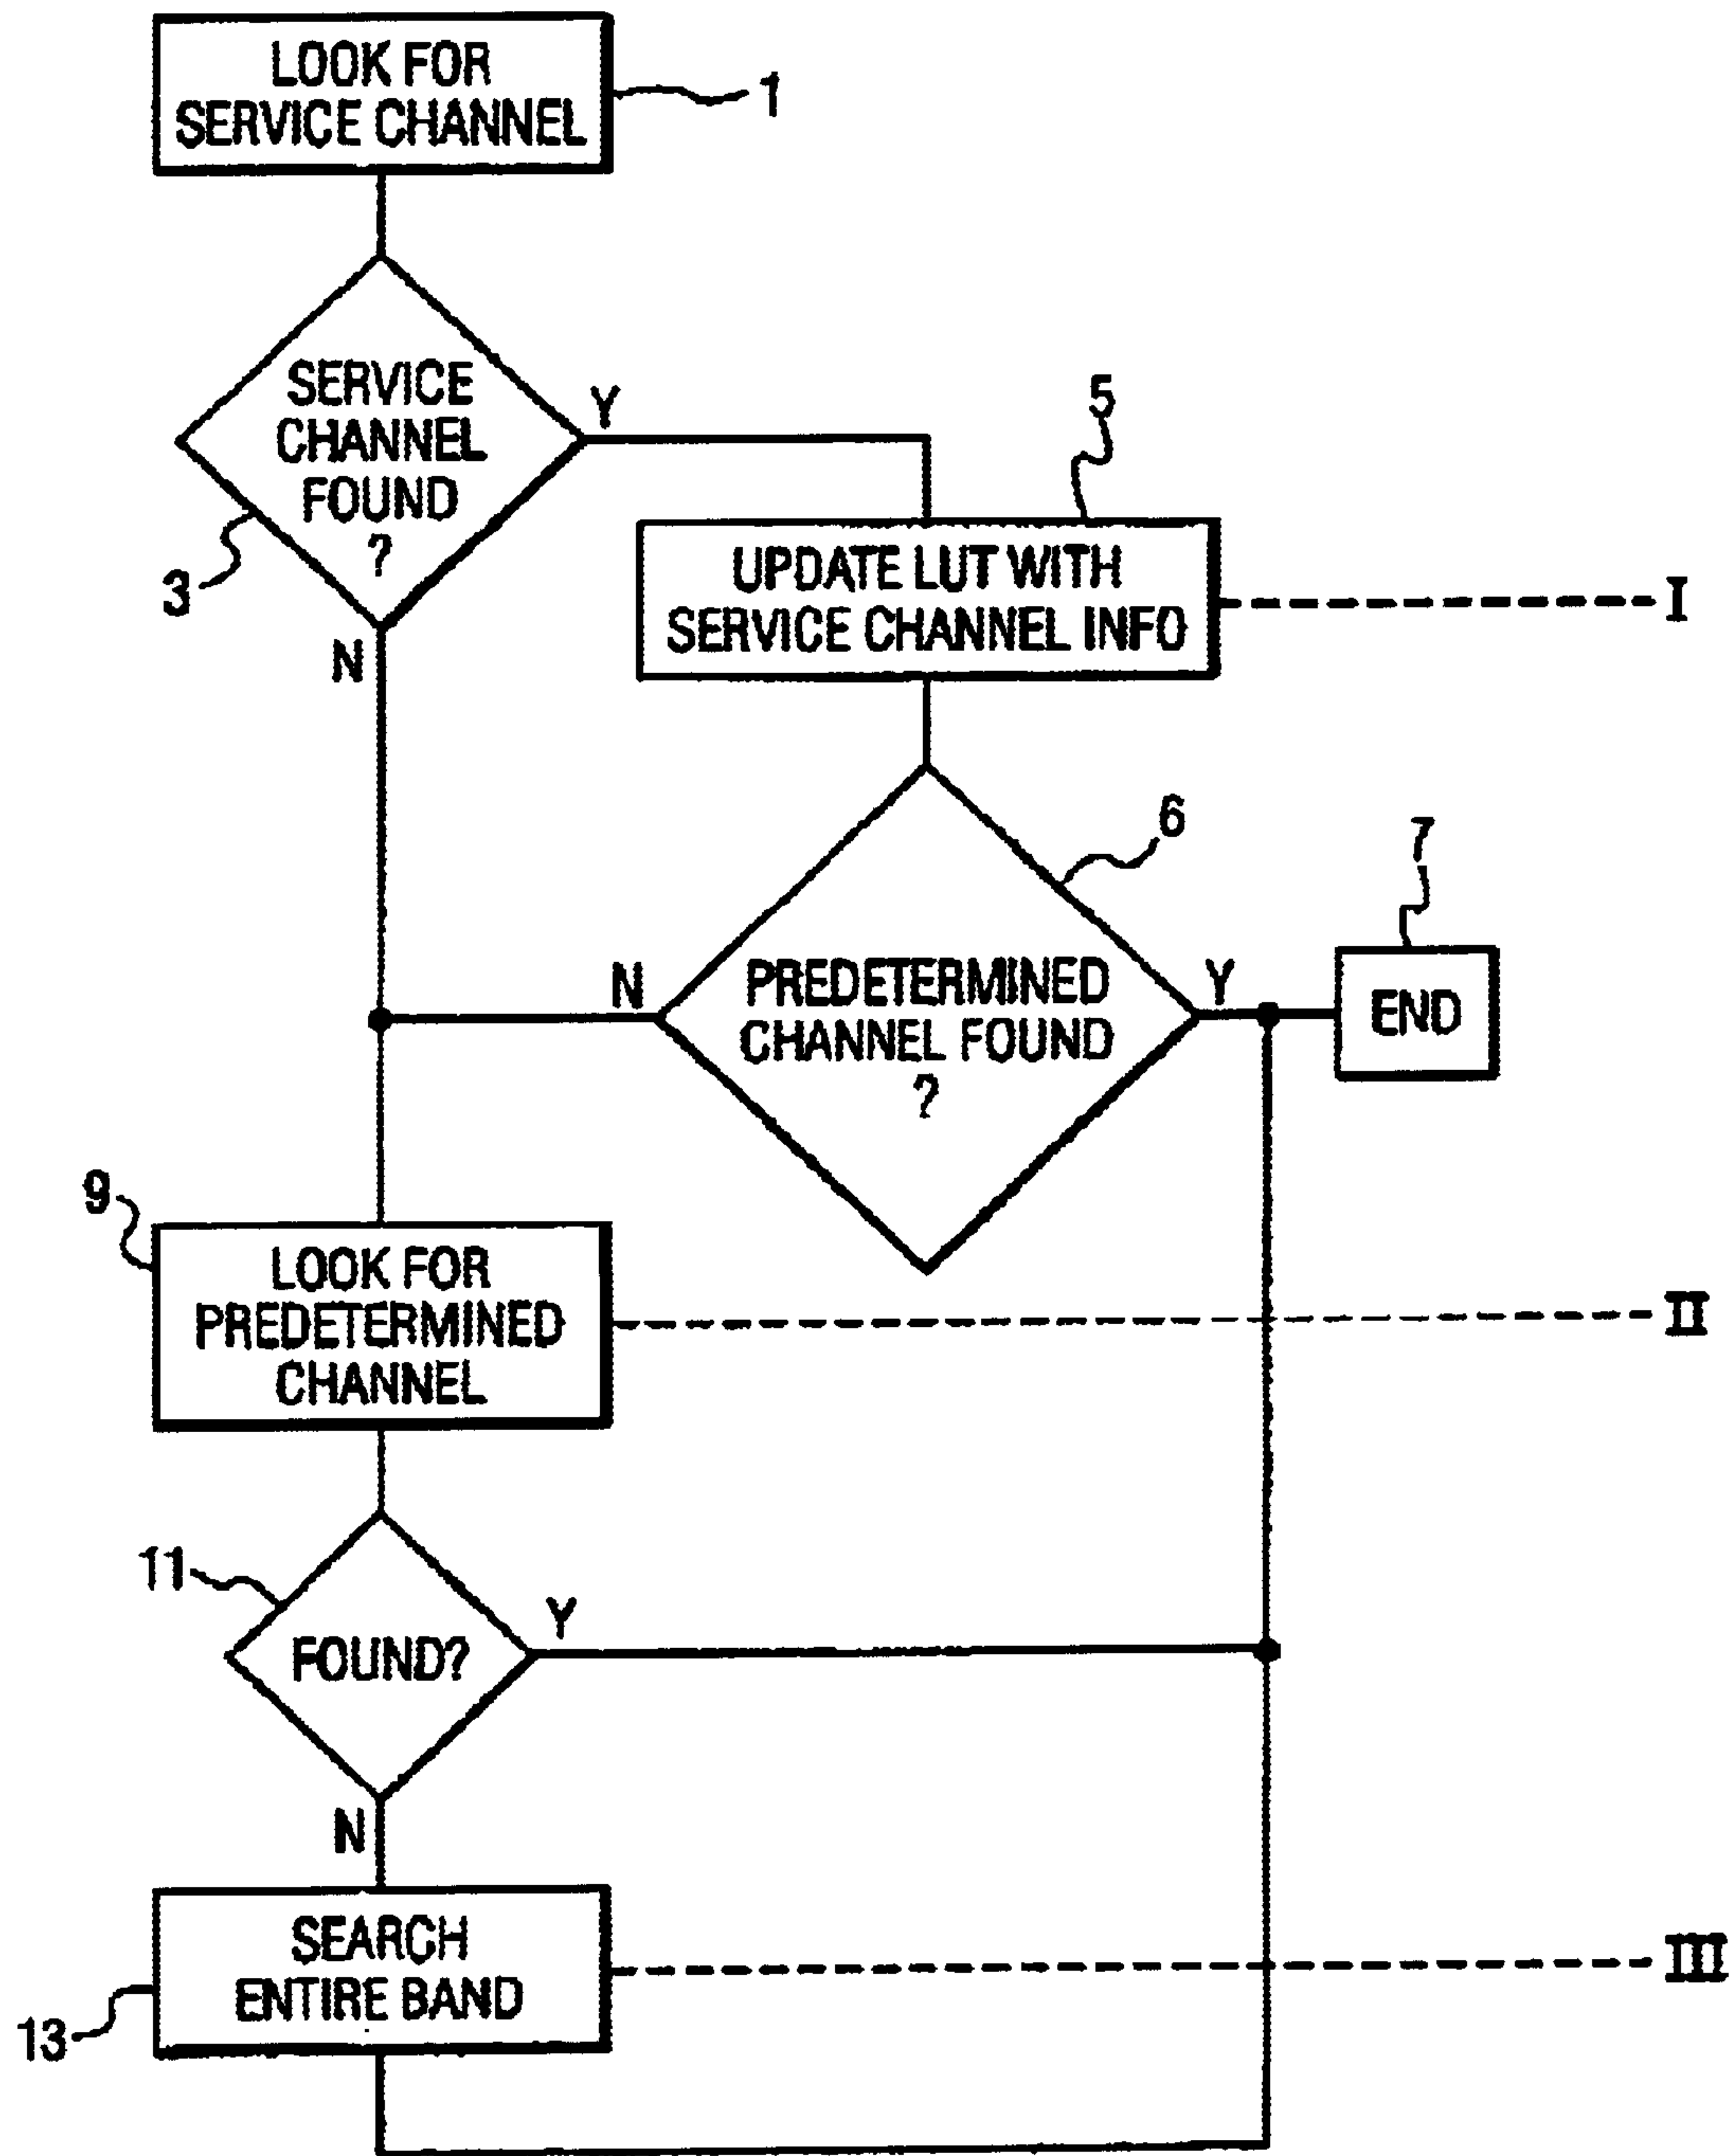 LOOK FOR
SERVICE CHANNEL
1
SERVICE
CHANNEL
FOUND
?
Y
3
N
5
UPDATE LUT WITH
SERVICE CHANNEL INFO
I
6
PREDETERMINED
CHANNEL FOUND
?
N
Y
7
END
9
LOOK FOR
PREDETERMINED
CHANNEL
II
11
FOUND?
Y
N
SEARCH
ENTIRE BAND
13
III